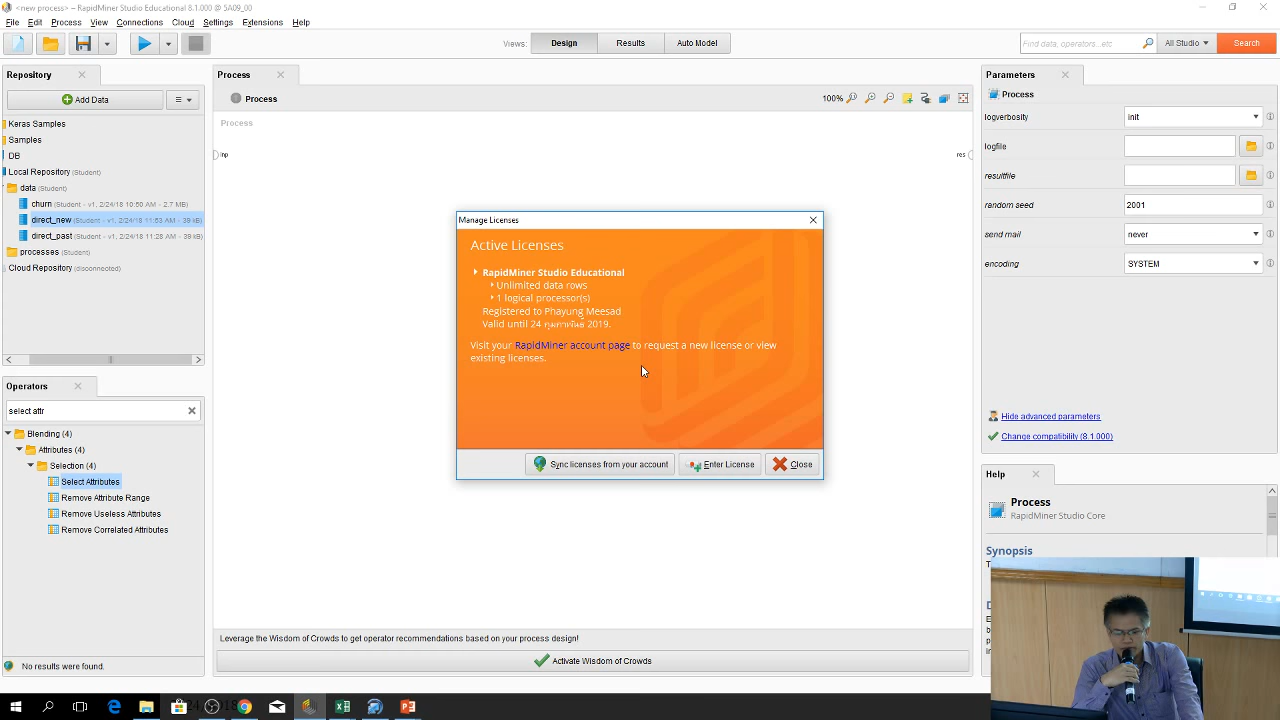 <new process> – RapidMiner Studio Educational 8.1.000 @ 5A09_00
File Edit Process View Connections Cloud Settings Extensions Help
Views: Design Results Auto Model
Find data, operators...etc All Studio Search
Repository
Add Data
Keras Samples
Samples
DB
Local Repository (Student)
data (Student)
churn (Student - v1, 2/24/18 10:50 AM - 2.7 MB)
direct_new (Student - v1, 2/24/18 11:53 AM - 39 kB)
direct_past (Student - v1, 2/24/18 11:28 AM - 39 kB)
processes (Student)
Cloud Repository (disconnected)
Operators
select attr
Blending (4)
Attributes (4)
Selection (4)
Select Attributes
Remove Attribute Range
Remove Useless Attributes
Remove Correlated Attributes
No results were found.
Process
Process
100%
Process
inp
res
Manage Licenses
Active Licenses
RapidMiner Studio Educational
Unlimited data rows
1 logical processor(s)
Registered to Phayung Meesad
Valid until 24 กุมภาพันธ์ 2019.
Visit your RapidMiner account page to request a new license or view
existing licenses.
Sync licenses from your account
Enter License
Close
Leverage the Wisdom of Crowds to get operator recommendations based on your process design!
Activate Wisdom of Crowds
Parameters
Process
logverbosity init
logfile
resultfile
random seed 2001
send mail never
encoding SYSTEM
Hide advanced parameters
Change compatibility (8.1.000)
Help
Process
RapidMiner Studio Core
Synopsis